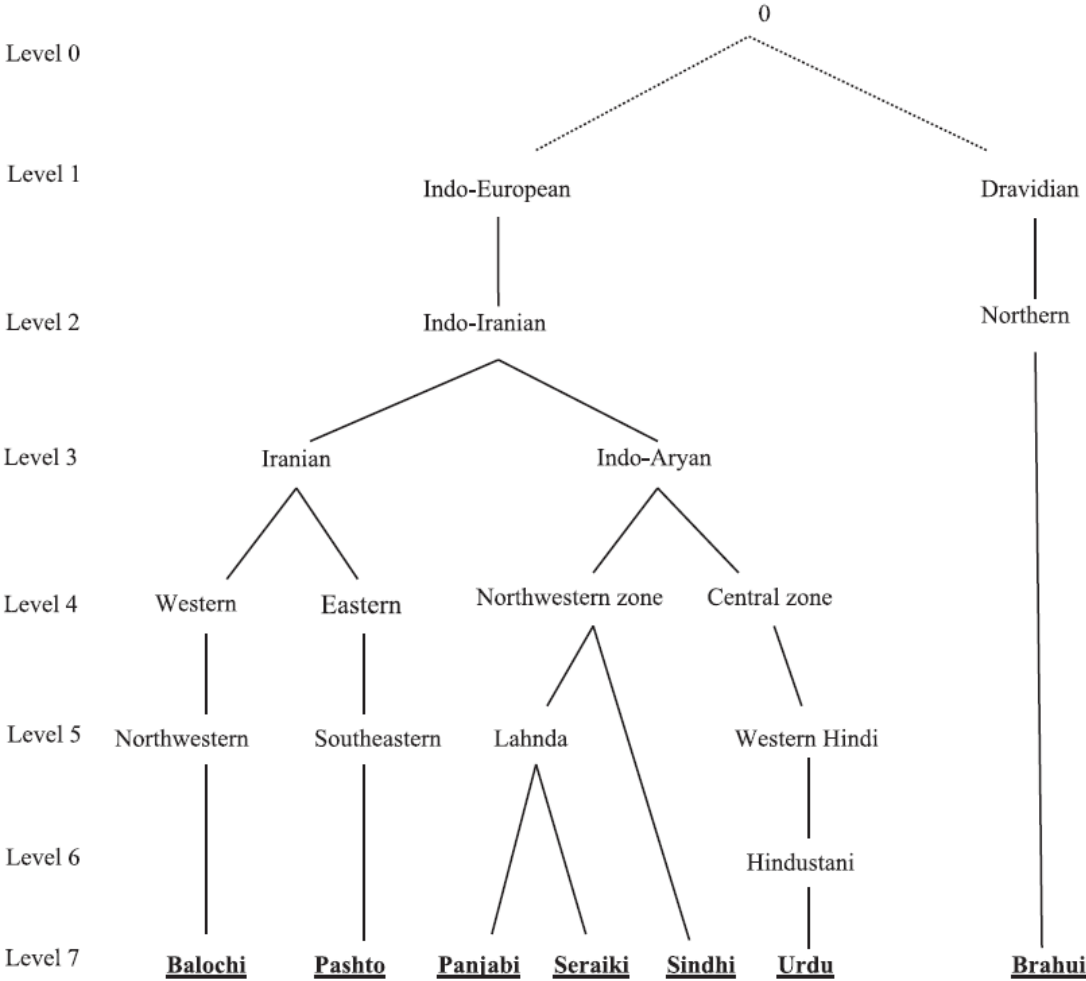 0
Level 0
Level 1
Indo-European
Dravidian
Level 2
Indo-Iranian
Northern
Level 3
Iranian
Indo-Aryan
Level 4
Western
Eastern
Northwestern zone
Central zone
Level 5
Northwestern
Southeastern
Lahnda
Western Hindi
Level 6
Hindustani
Level 7
Balochi
Pashto
Panjabi
Seraiki
Sindhi
Urdu
Brahui